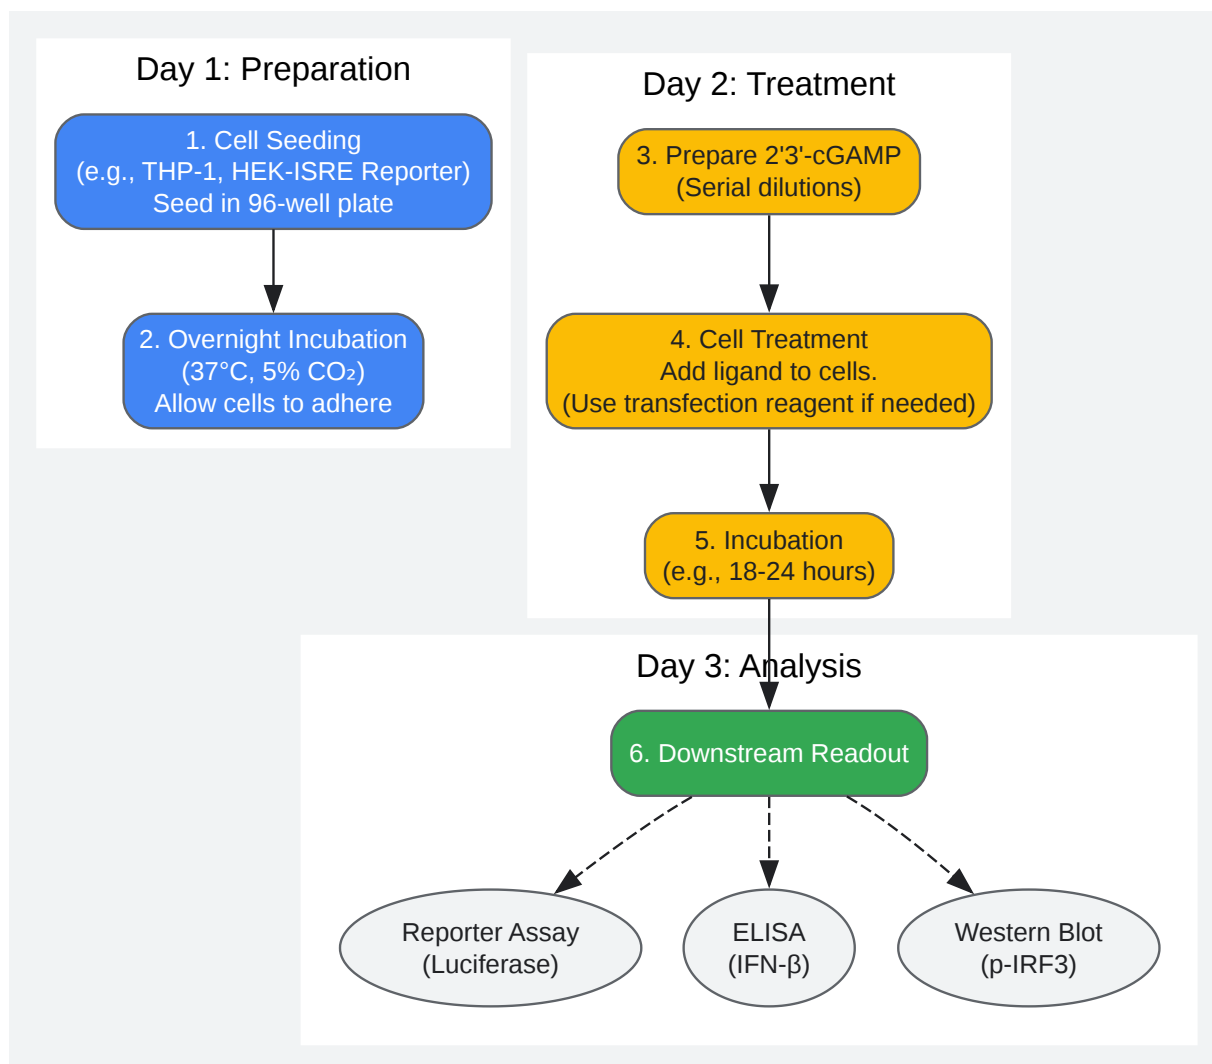 Day 1: Preparation
1. Cell Seeding
(e.g., THP-1, HEK-ISRE Reporter)
Seed in 96-well plate
2. Overnight Incubation
(37°C, 5% CO₂)
Allow cells to adhere
Day 2: Treatment
3. Prepare 2'3'-cGAMP
(Serial dilutions)
4. Cell Treatment
Add ligand to cells.
(Use transfection reagent if needed)
5. Incubation
(e.g., 18-24 hours)
Day 3: Analysis
6. Downstream Readout
Reporter Assay
(Luciferase)
ELISA
(IFN-β)
Western Blot
(p-IRF3)